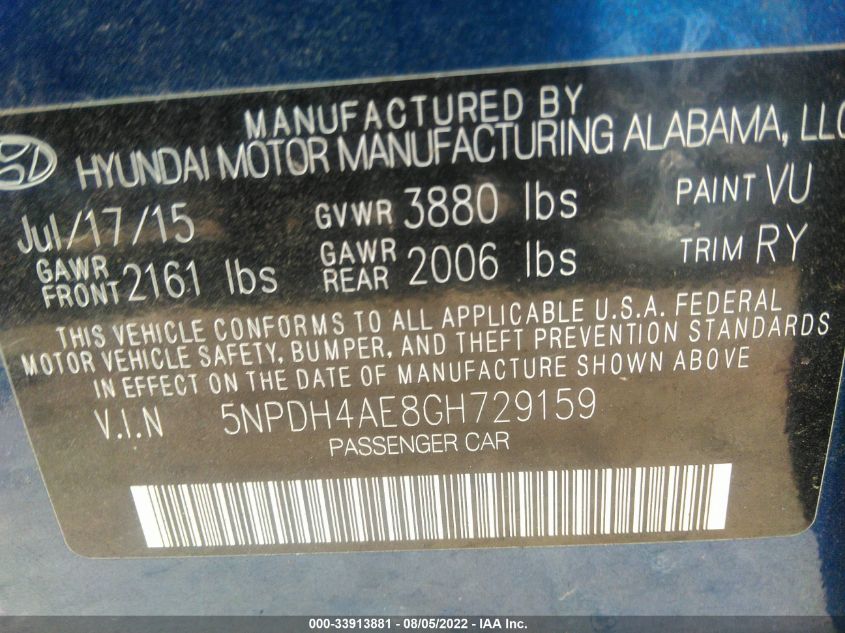 MANUFACTURED BY
HYUNDAI MOTOR MANUFACTURING ALABAMA, LLC
Jul/17/15 GVWR 3880 lbs PAINT VU
GAWR FRONT 2161 lbs GAWR REAR 2006 lbs TRIM RY
THIS VEHICLE CONFORMS TO ALL APPLICABLE U.S.A. FEDERAL
MOTOR VEHICLE SAFETY, BUMPER, AND THEFT PREVENTION STANDARDS
IN EFFECT ON THE DATE OF MANUFACTURE SHOWN ABOVE
V.I.N 5NPDH4AE8GH729159
PASSENGER CAR
000-33913881 - 08/05/2022 - IAA Inc.